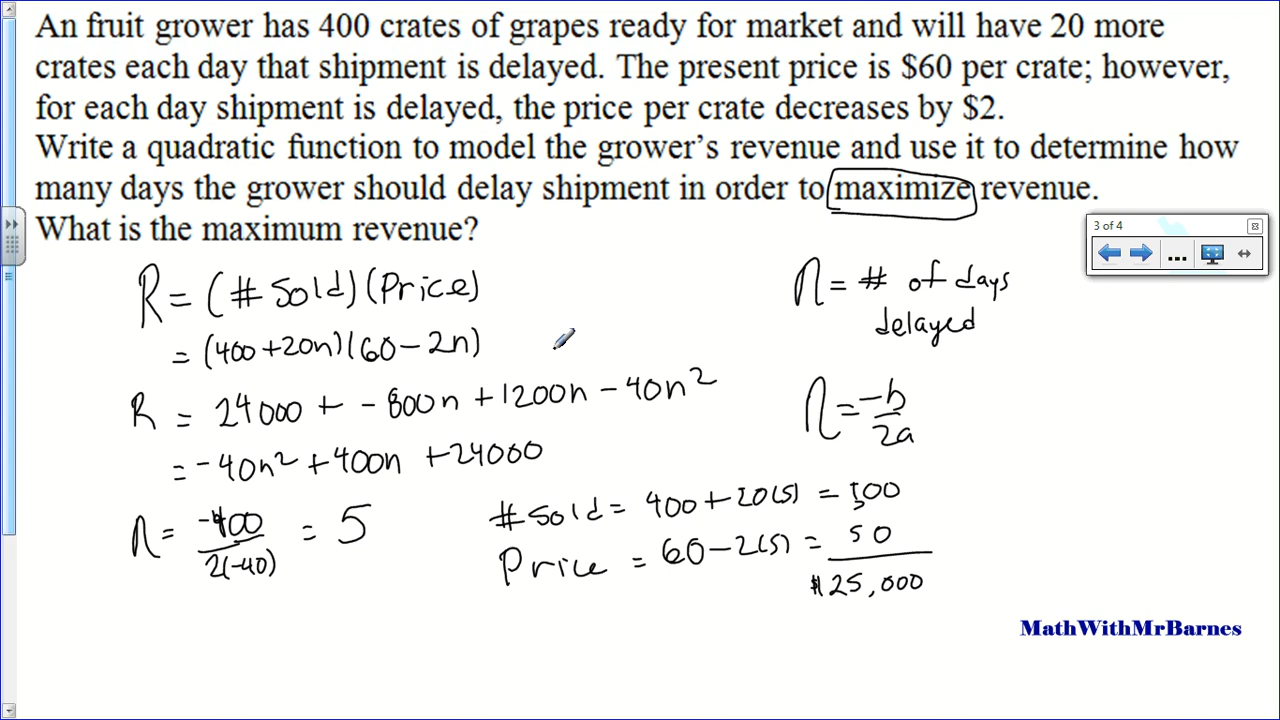 An fruit grower has 400 crates of grapes ready for market and will have 20 more
crates each day that shipment is delayed. The present price is $60 per crate; however,
for each day shipment is delayed, the price per crate decreases by $2.
Write a quadratic function to model the grower's revenue and use it to determine how
many days the grower should delay shipment in order to maximize revenue.
What is the maximum revenue?
3 of 4
R = (# Sold)(Price)
= (400 + 20n)(60 - 2n)
R = 24000 + - 800n + 1200n - 40n²
= -40n² + 400n + 24000
n = -400 / 2(-40) = 5
n = # of days
delayed
n = -b / 2a
# Sold = 400 + 20(5) = 500
Price = 60 - 2(5) = 50
$25,000
MathWithMrBarnes